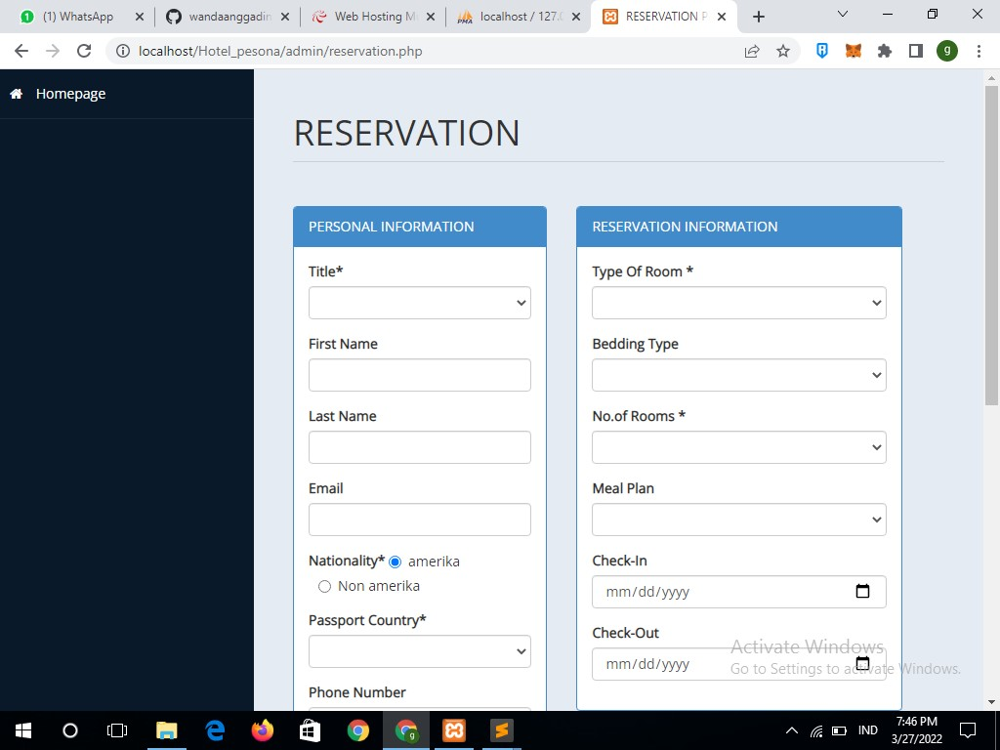 (1) WhatsApp
wandaanggadin
Web Hosting M
localhost / 127.
RESERVATION P
localhost/Hotel_pesona/admin/reservation.php
g
Homepage
RESERVATION
PERSONAL INFORMATION
Title*
First Name
Last Name
Email
Nationality* amerika
Non amerika
Passport Country*
Phone Number
RESERVATION INFORMATION
Type Of Room *
Bedding Type
No.of Rooms *
Meal Plan
Check-In
mm/dd/yyyy
Check-Out
mm/dd/yyyy
Activate Windows
Go to Settings to activate Windows.
IND
7:46 PM
3/27/2022